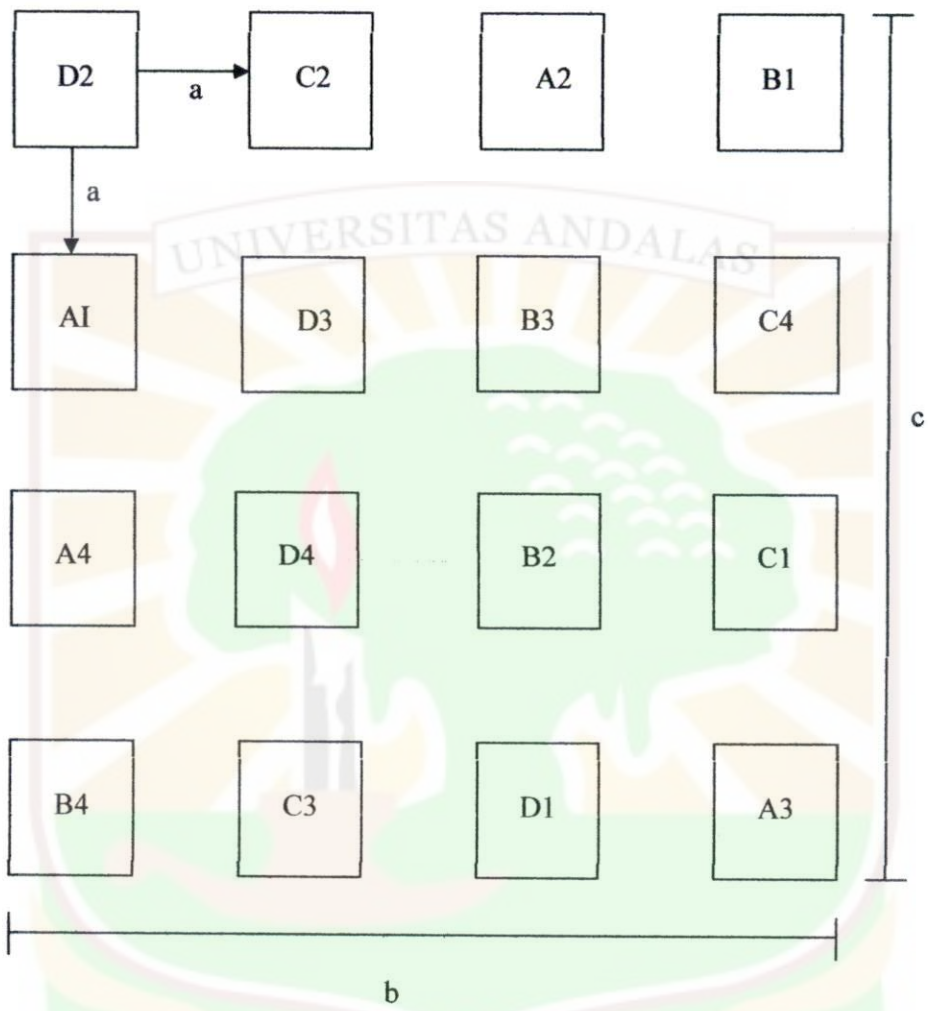 D2 a C2 A2 B1
a
UNIVERSITAS ANDALAS
AI D3 B3 C4
c
A4 D4 B2 C1
B4 C3 D1 A3
b